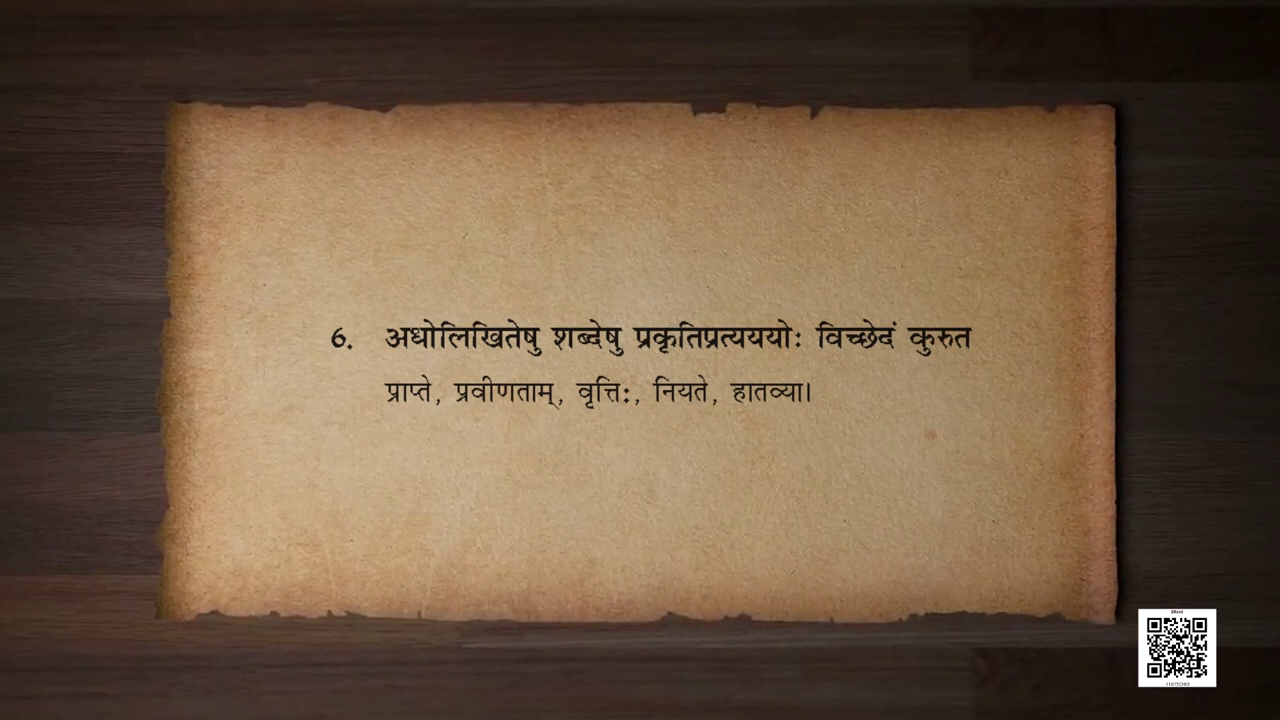 6. अधोलिखितेषु शब्देषु प्रकृतिप्रत्यययोः विच्छेदं कुरुत
प्राप्ते, प्रवीणताम्, वृत्तिः, नियते, हातव्या।